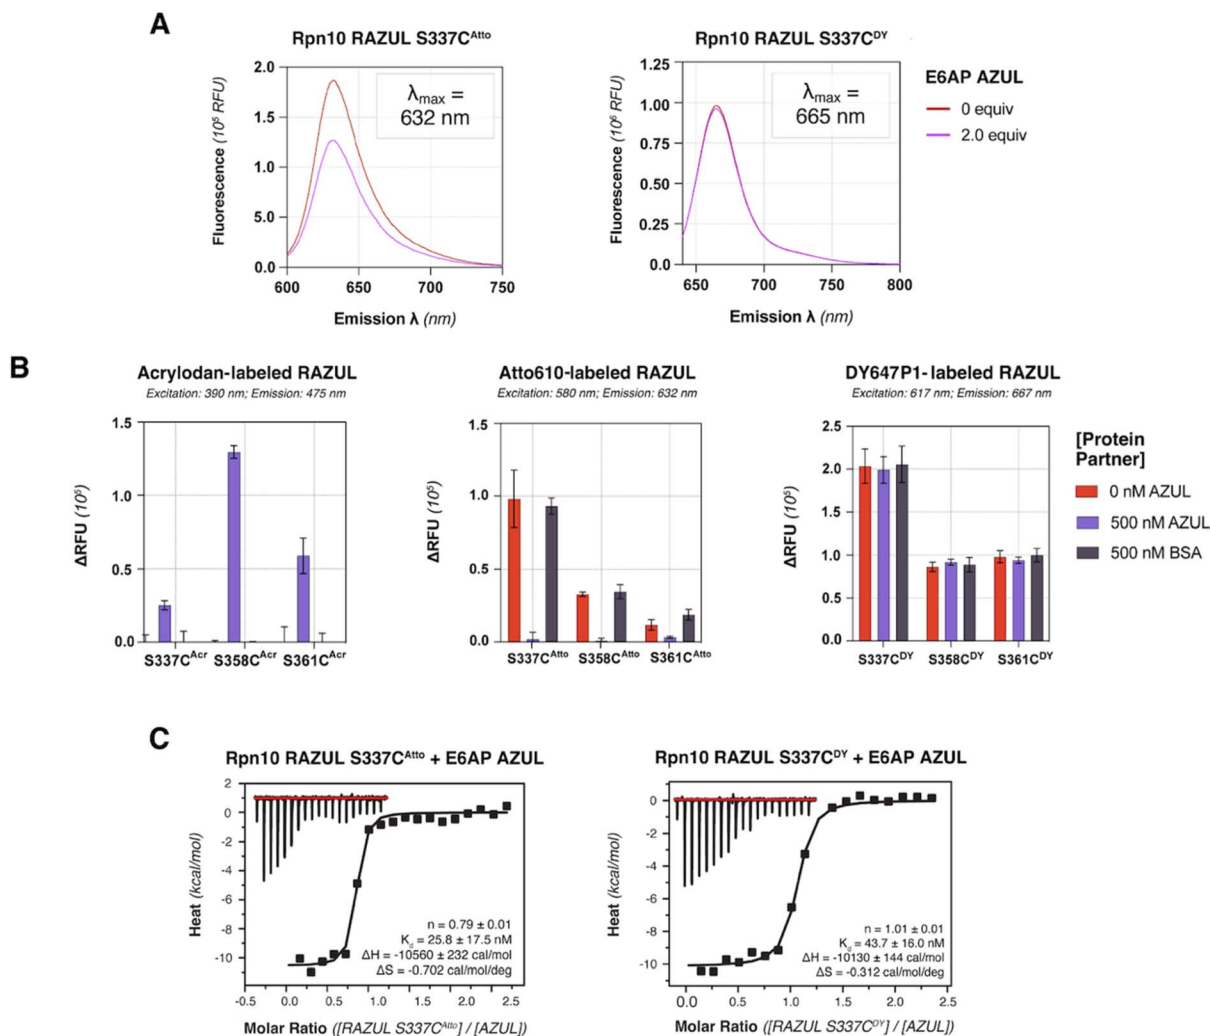 A
Rpn10 RAZUL S337C^Atto
Rpn10 RAZUL S337C^DY
Fluorescence (10⁵ RFU)
2.0
1.5
1.0
5.0
0.0
λmax =
632 nm
600
650
700
750
Emission λ (nm)
Fluorescence (10⁶ RFU)
1.25
1.00
0.75
0.50
0.25
0.0
λmax =
665 nm
650
700
750
800
Emission λ (nm)
E6AP AZUL
0 equiv
2.0 equiv
B
Acrylodan-labeled RAZUL
Excitation: 390 nm; Emission: 475 nm
ΔRFU (10⁵)
1.5
1.0
0.5
0.0
S337C^Acr
S358C^Acr
S361C^Acr
Atto610-labeled RAZUL
Excitation: 580 nm; Emission: 632 nm
ΔRFU (10⁵)
1.5
1.0
0.5
0.0
S337C^Atto
S358C^Atto
S361C^Atto
DY647P1-labeled RAZUL
Excitation: 617 nm; Emission: 667 nm
ΔRFU (10⁵)
2.5
2.0
1.5
1.0
0.5
0.0
S337C^DY
S358C^DY
S361C^DY
[Protein
Partner]
0 nM AZUL
500 nM AZUL
500 nM BSA
C
Rpn10 RAZUL S337C^Atto + E6AP AZUL
Heat (kcal/mol)
2
0
-2
-4
-6
-8
-10
n = 0.79 ± 0.01
Kd = 25.8 ± 17.5 nM
ΔH = -10560 ± 232 cal/mol
ΔS = -0.702 cal/mol/deg
-0.5
0.0
0.5
1.0
1.5
2.0
2.5
Molar Ratio ([RAZUL S337C^Atto] / [AZUL])
Rpn10 RAZUL S337C^DY + E6AP AZUL
Heat (kcal/mol)
0
-2
-4
-6
-8
-10
n = 1.01 ± 0.01
Kd = 43.7 ± 16.0 nM
ΔH = -10130 ± 144 cal/mol
ΔS = -0.312 cal/mol/deg
0.0
0.5
1.0
1.5
2.0
2.5
Molar Ratio ([RAZUL S337C^DY] / [AZUL])